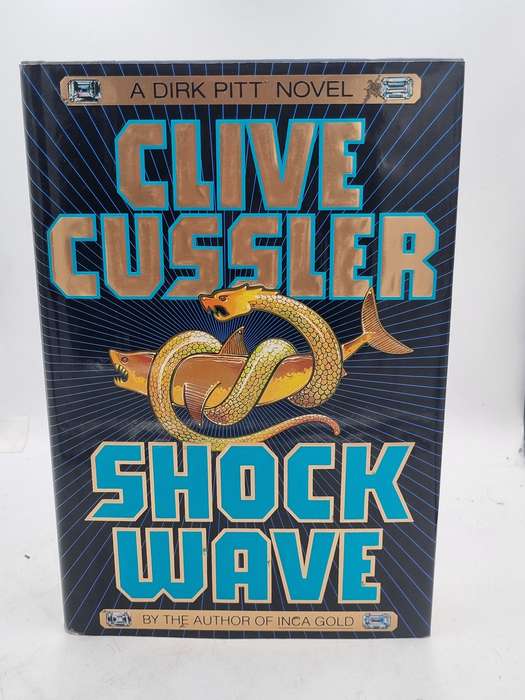 A DIRK PITT NOVEL
CLIVE
CUSSLER
SHOCK
WAVE
BY THE AUTHOR OF INCA GOLD